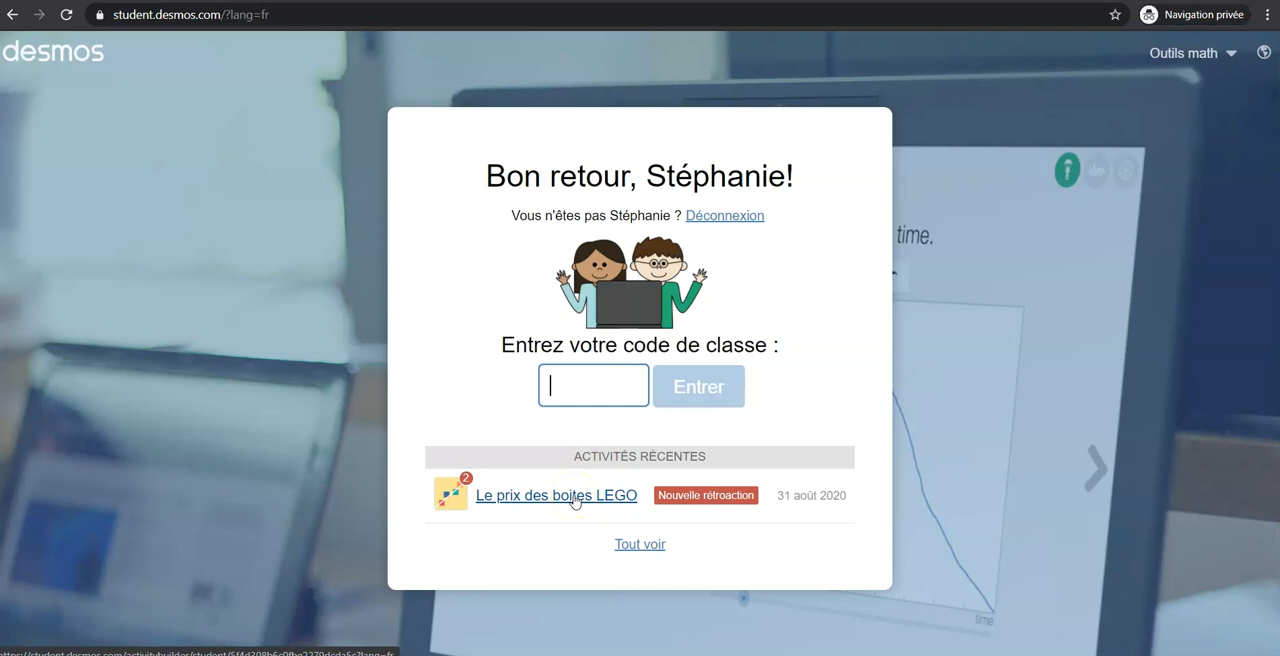 student.desmos.com/?lang=fr
Navigation privée
desmos
Outils math
Bon retour, Stéphanie!
Vous n'êtes pas Stéphanie ? Déconnexion
time.
Entrez votre code de classe :
Entrer
ACTIVITÉS RÉCENTES
2
Le prix des boites LEGO
Nouvelle rétroaction
31 août 2020
Tout voir
time